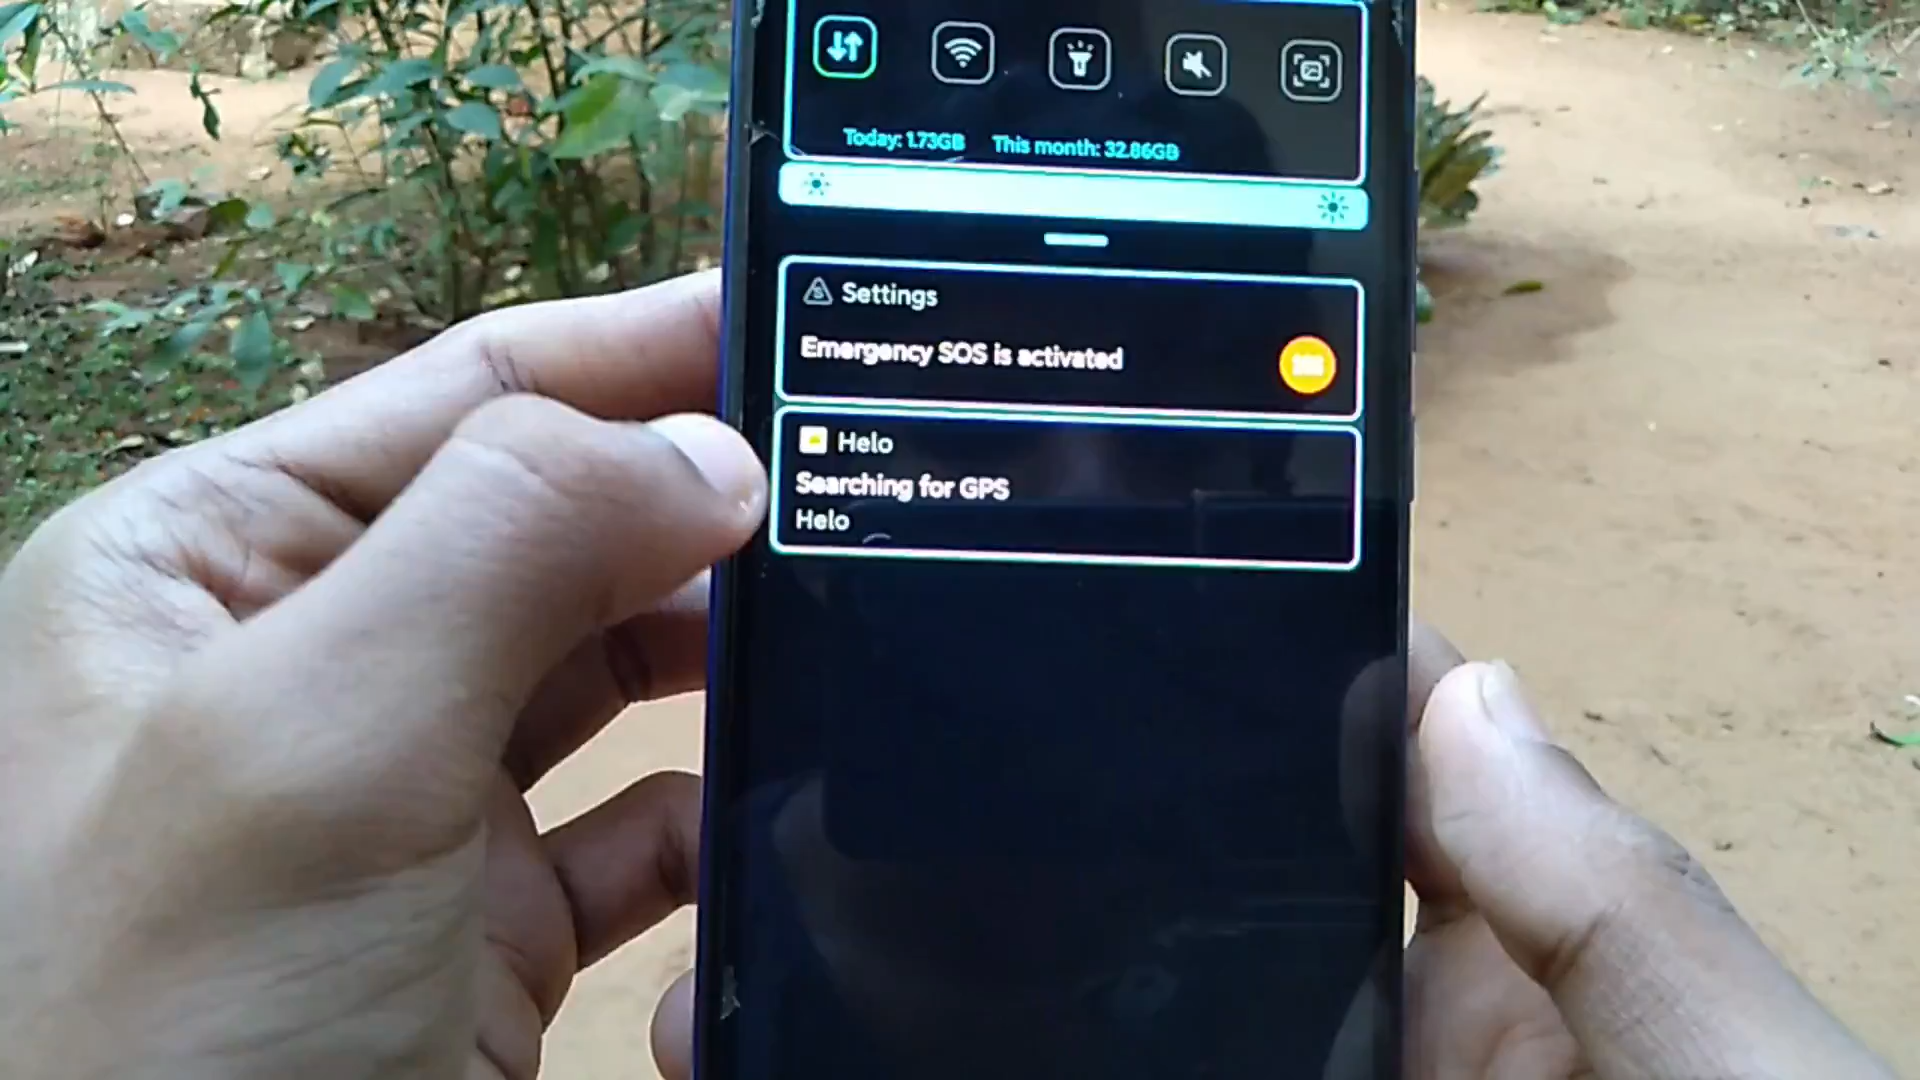 Today: 1.73GB This month: 32.86GB
Settings
Emergency SOS is activated
Helo
Searching for GPS
Helo